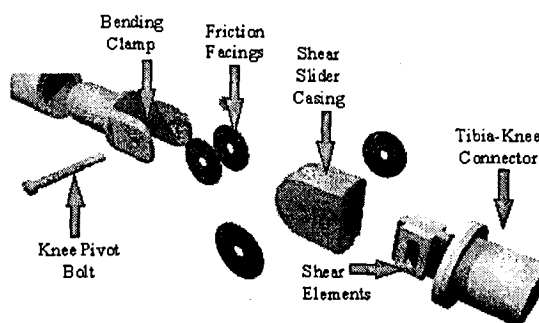 Bending
Clamp
Friction
Facings
Shear
Slider
Casing
Tibia-Knee
Connector
Knee Pivot
Bolt
Shear
Elements